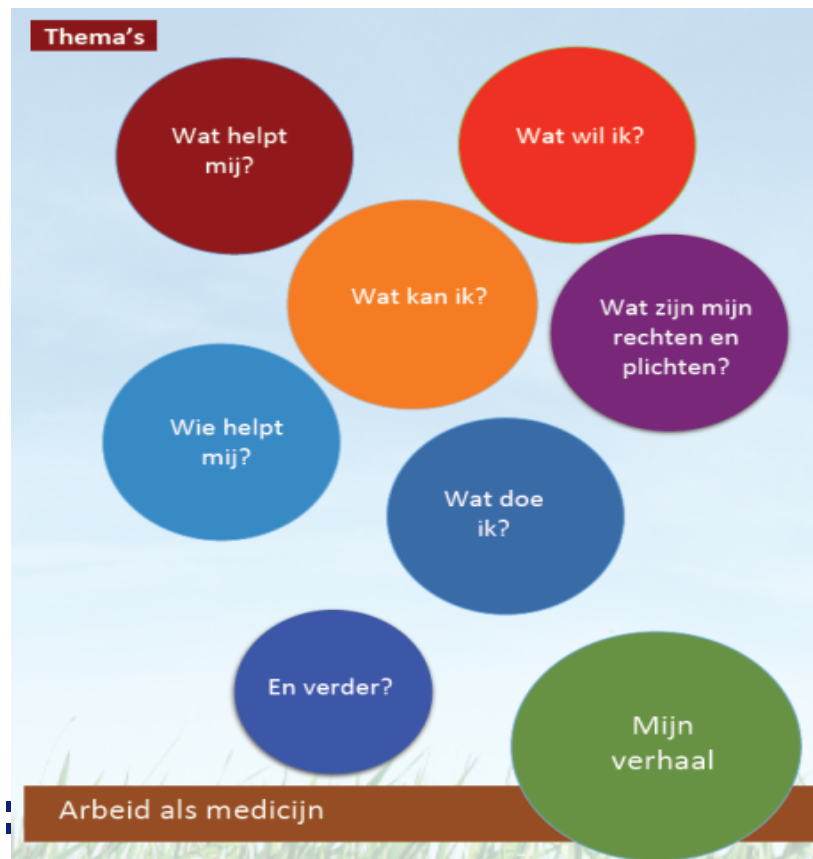 Thema's
Wat helpt
mij?
Wat wil ik?
Wat kan ik?
Wat zijn mijn
rechten en
plichten?
Wie helpt
mij?
Wat doe
ik?
En verder?
Mijn
verhaal
Arbeid als medicijn